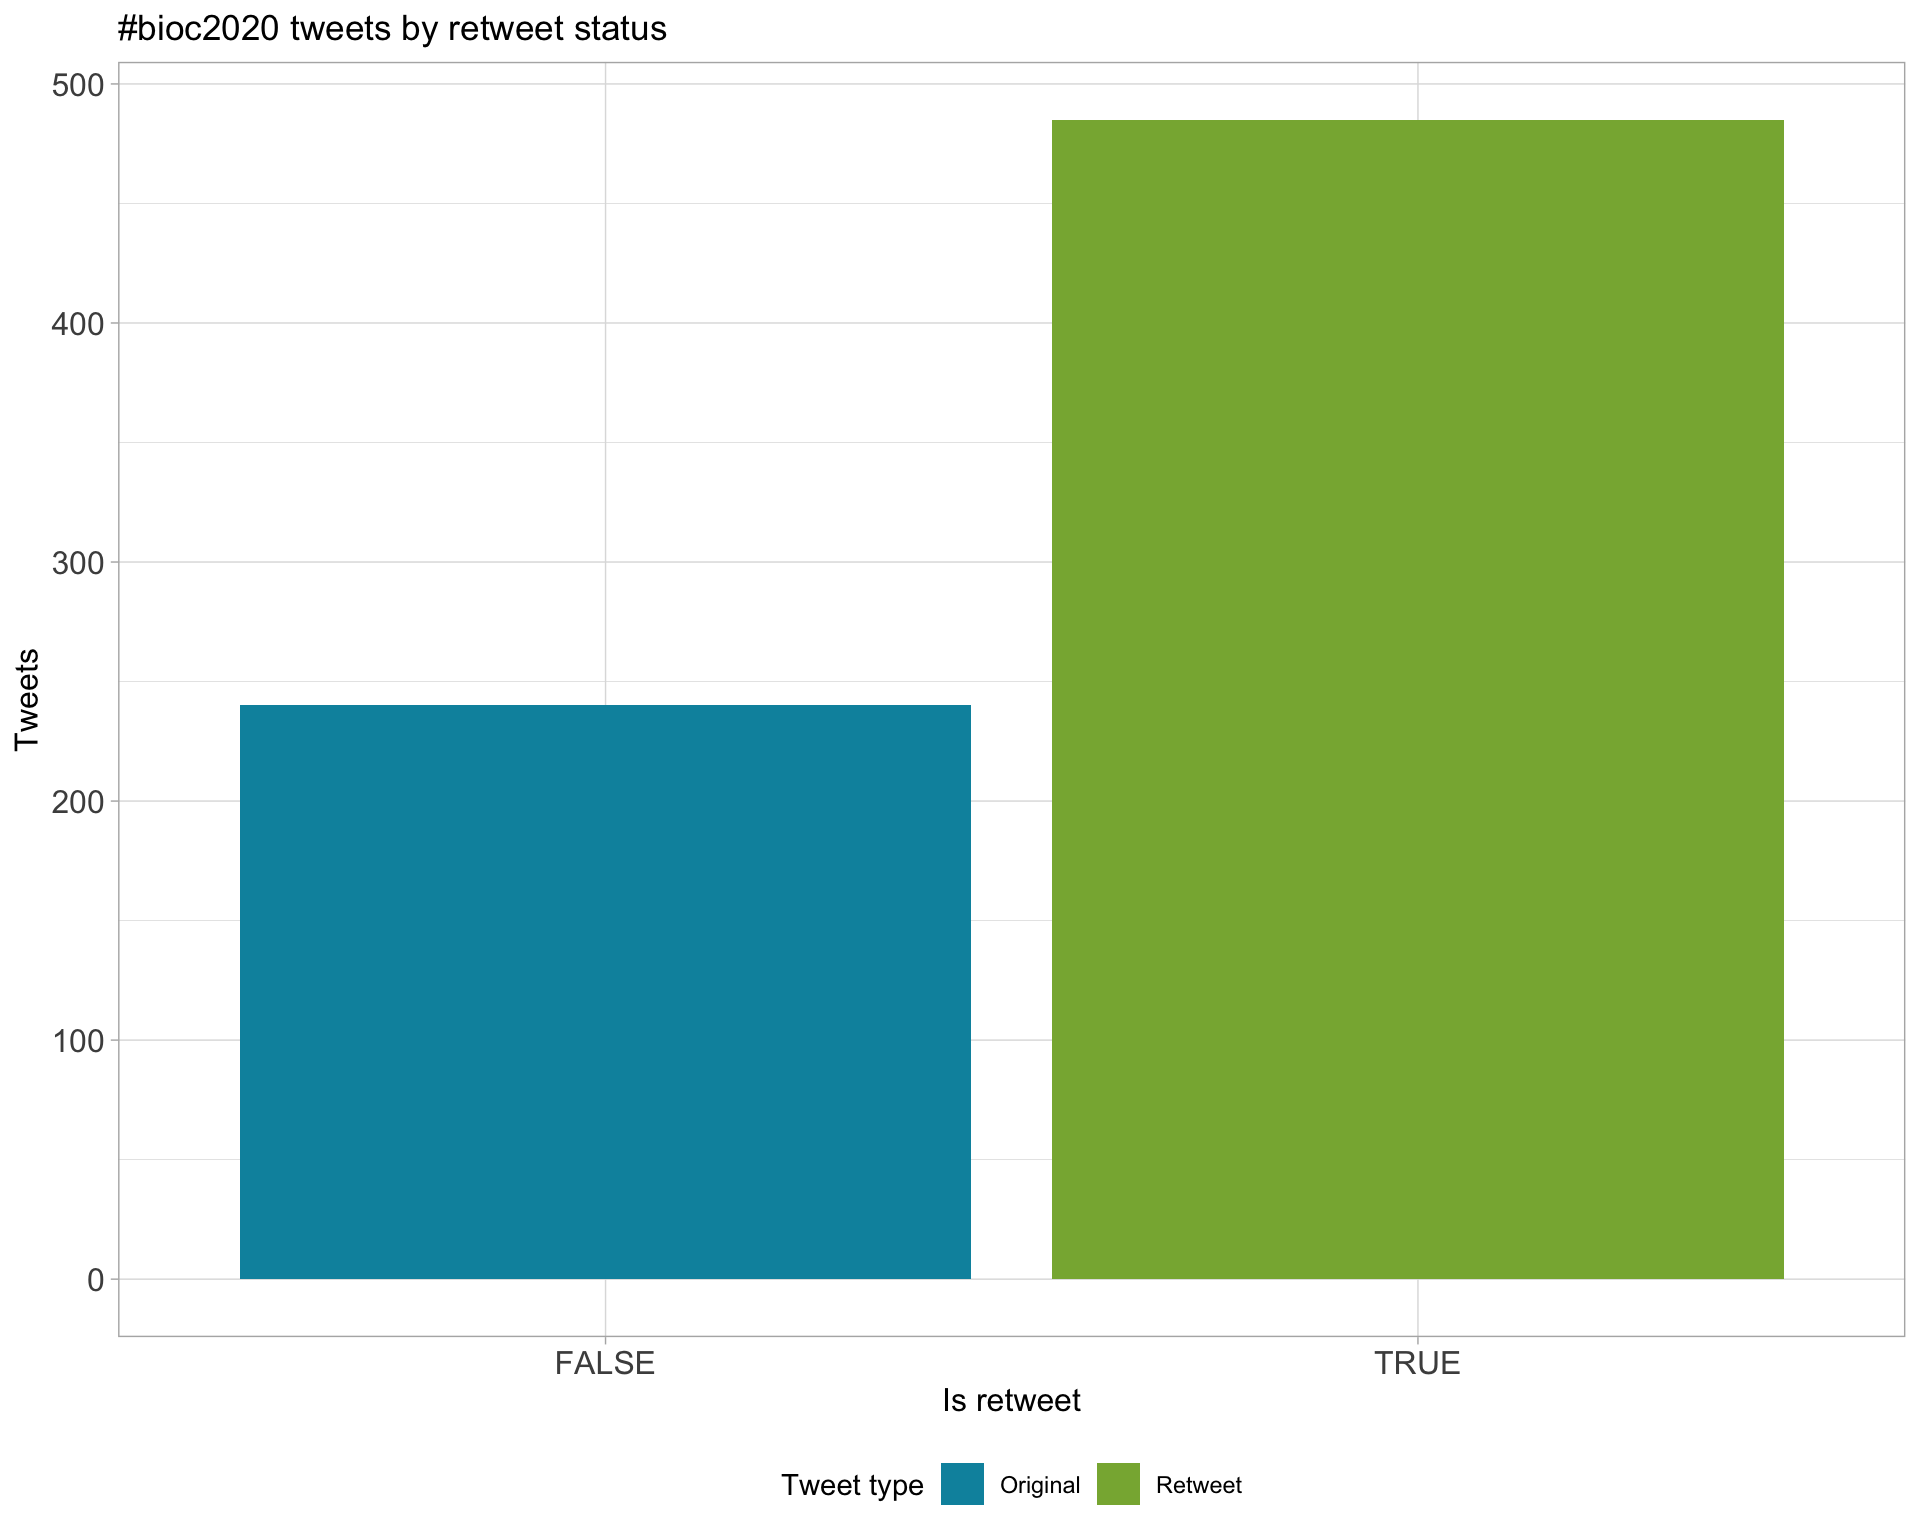 #bioc2020 tweets by retweet status
500
400
300
200
100
0
Tweets
FALSE TRUE
Is retweet
Tweet type Original Retweet